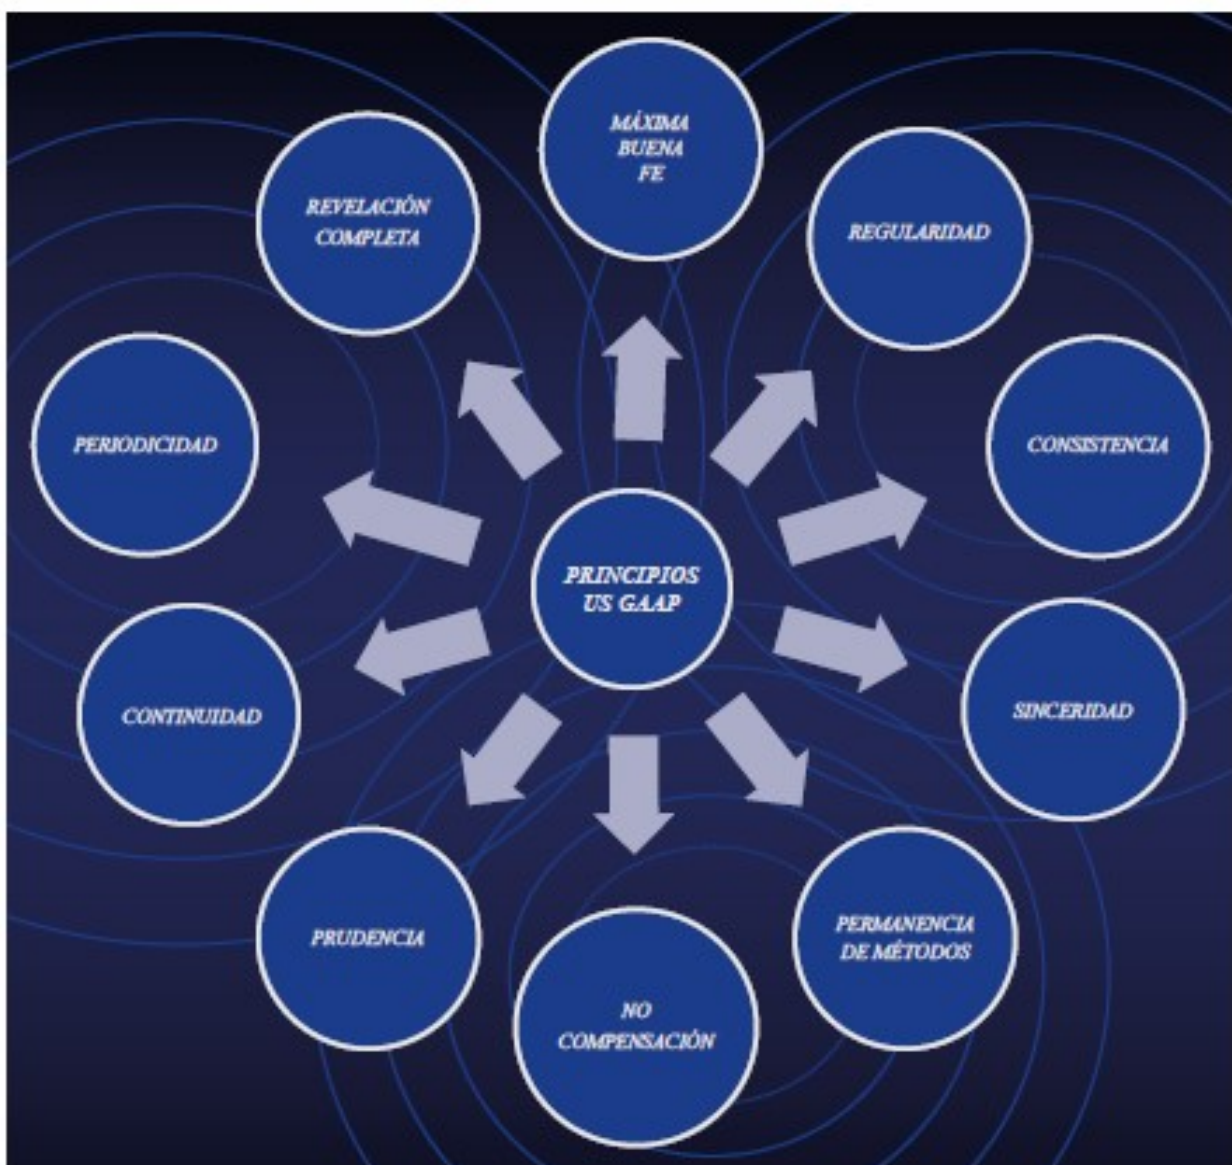 MÁXIMA
BUENA
FE
REGULARIDAD
CONSISTENCIA
SINCERIDAD
PERMANENCIA
DE MÉTODOS
NO
COMPENSACIÓN
PRUDENCIA
CONTINUIDAD
PERIODICIDAD
REVELACIÓN
COMPLETA
PRINCIPIOS
US GAAP